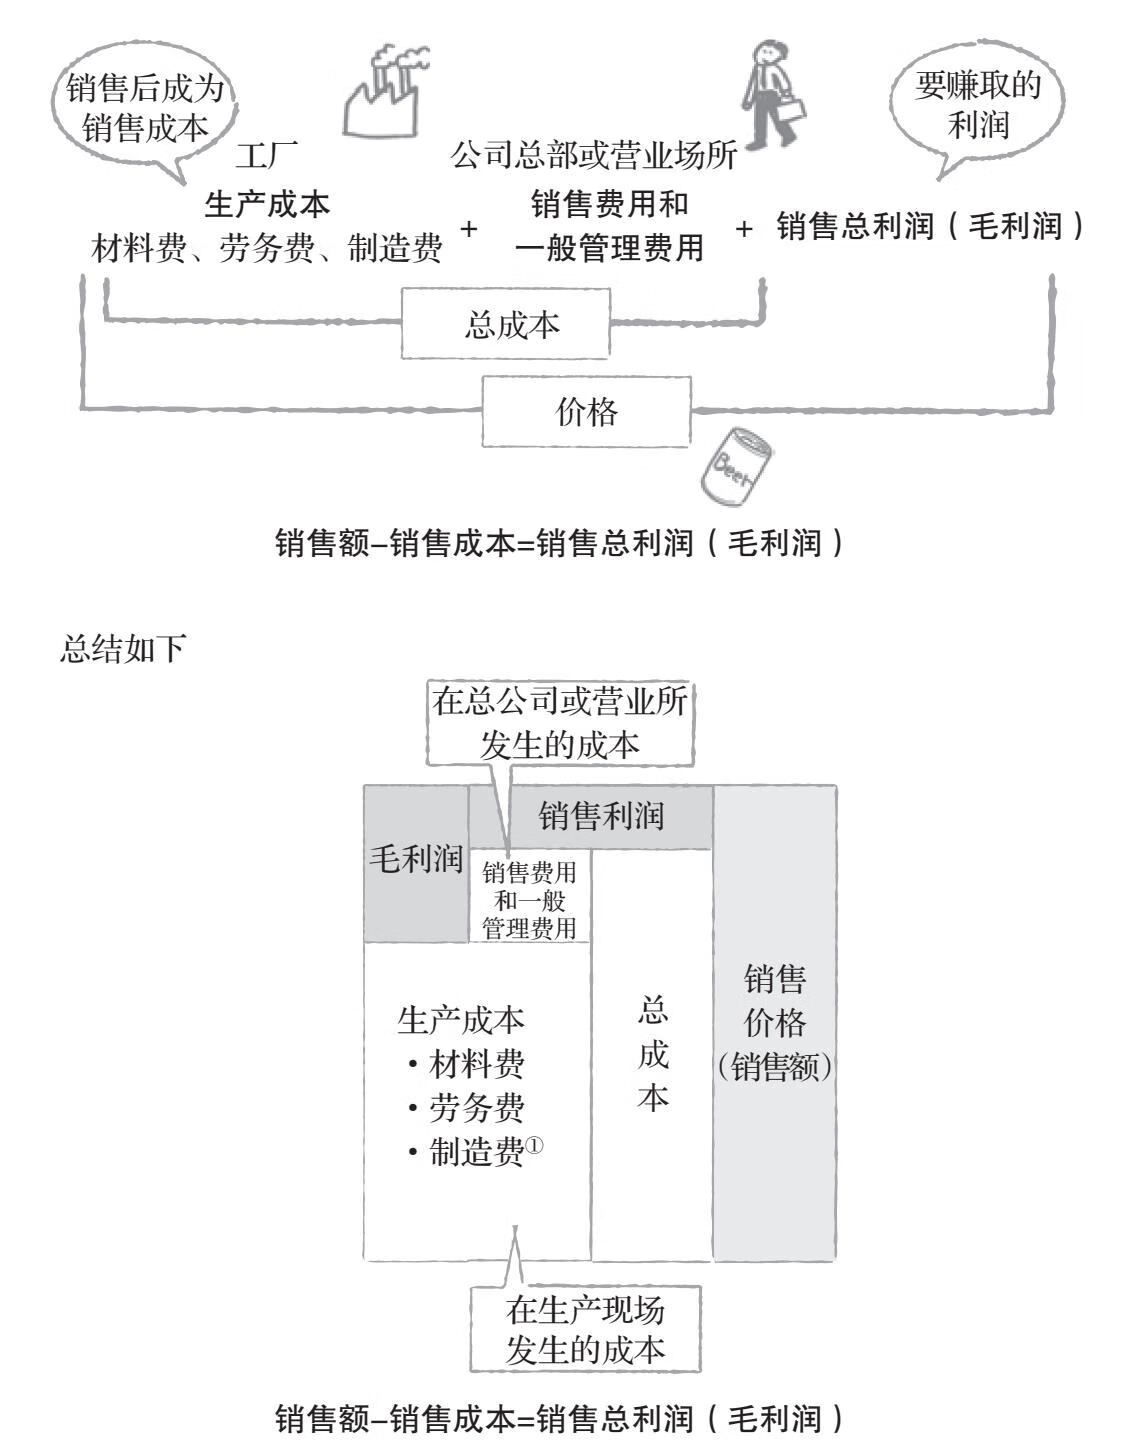 销售后成为
销售成本
要赚取的
利润
工厂
公司总部或营业场所
生产成本
材料费、劳务费、制造费
+
销售费用和
一般管理费用
+
销售总利润（毛利润）
总成本
价格
Beer
销售额–销售成本=销售总利润（毛利润）
总结如下
在总公司或营业所
发生的成本
毛利润
销售利润
销售费用
和一般
管理费用
生产成本
·材料费
·劳务费
·制造费①
总
成
本
销售
价格
（销售额）
在生产现场
发生的成本
销售额–销售成本=销售总利润（毛利润）